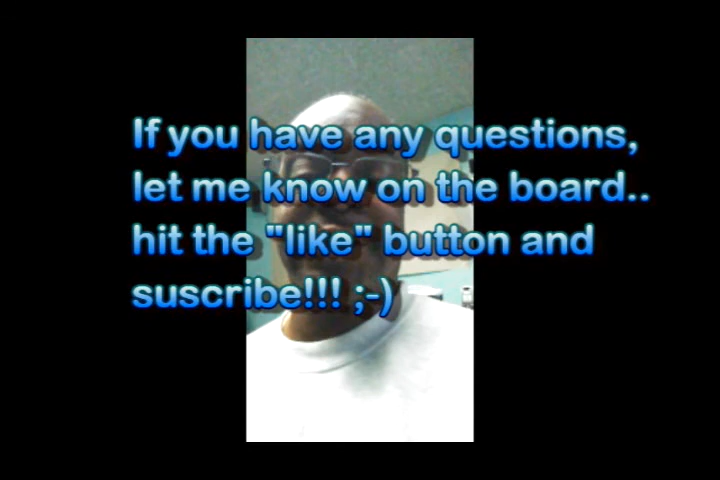 If you have any questions,
let me know on the board..
hit the "like" button and
suscribe!!! ;-)